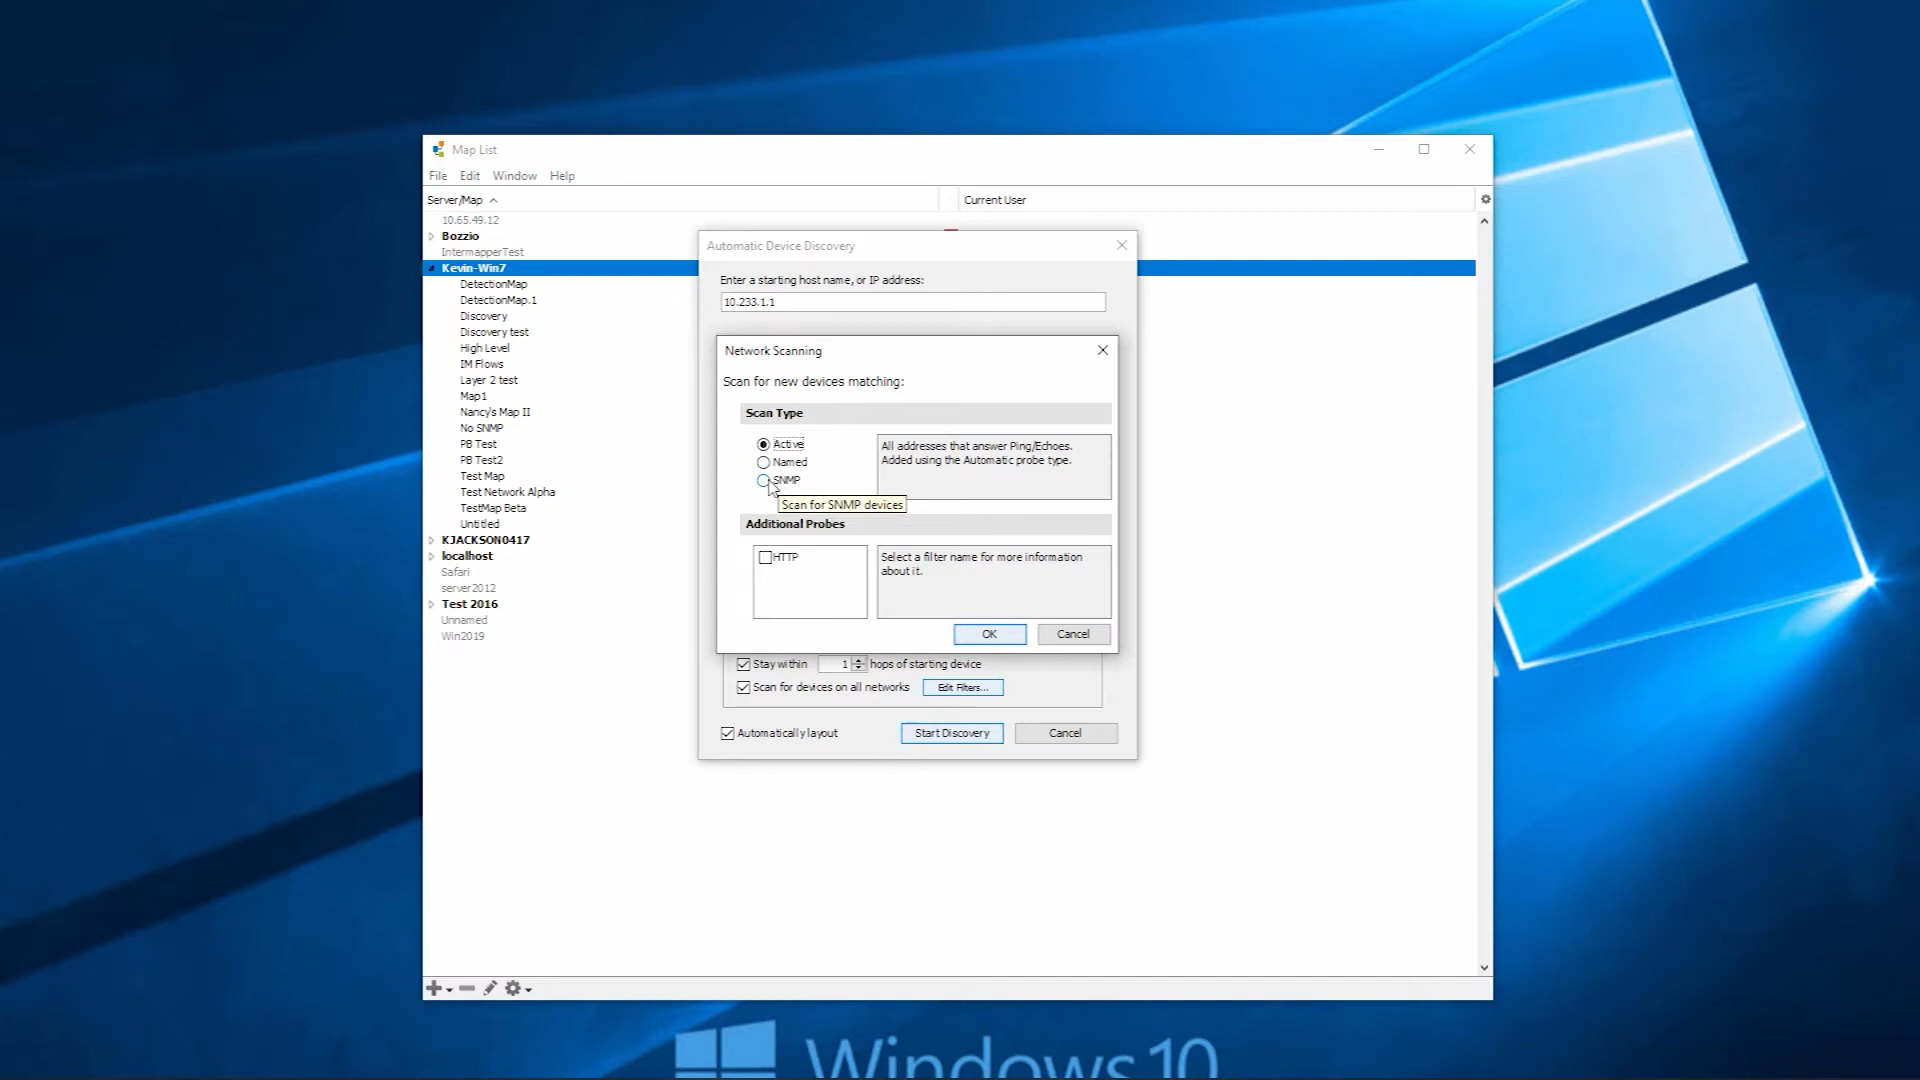 Map List
File Edit Window Help
Server/Map Current User
10.65.49.12
Bozzio
IntermapperTest
Kevin-Win7
DetectionMap
DetectionMap.1
Discovery
Discovery test
High Level
IM Flows
Layer 2 test
Map1
Nancy's Map II
No SNMP
PB Test
PB Test2
Test Map
Test Network Alpha
TestMap Beta
Untitled
KJACKSON0417
localhost
Safari
server2012
Test 2016
Unnamed
Win2019
Automatic Device Discovery
Enter a starting host name, or IP address:
10.233.1.1
Network Scanning
Scan for new devices matching:
Scan Type
Active
Named
SNMP
All addresses that answer Ping/Echoes.
Added using the Automatic probe type.
Scan for SNMP devices
Additional Probes
HTTP
Select a filter name for more information
about it.
OK Cancel
Stay within 1 hops of starting device
Scan for devices on all networks Edit Filters...
Automatically layout Start Discovery Cancel
Windows 10